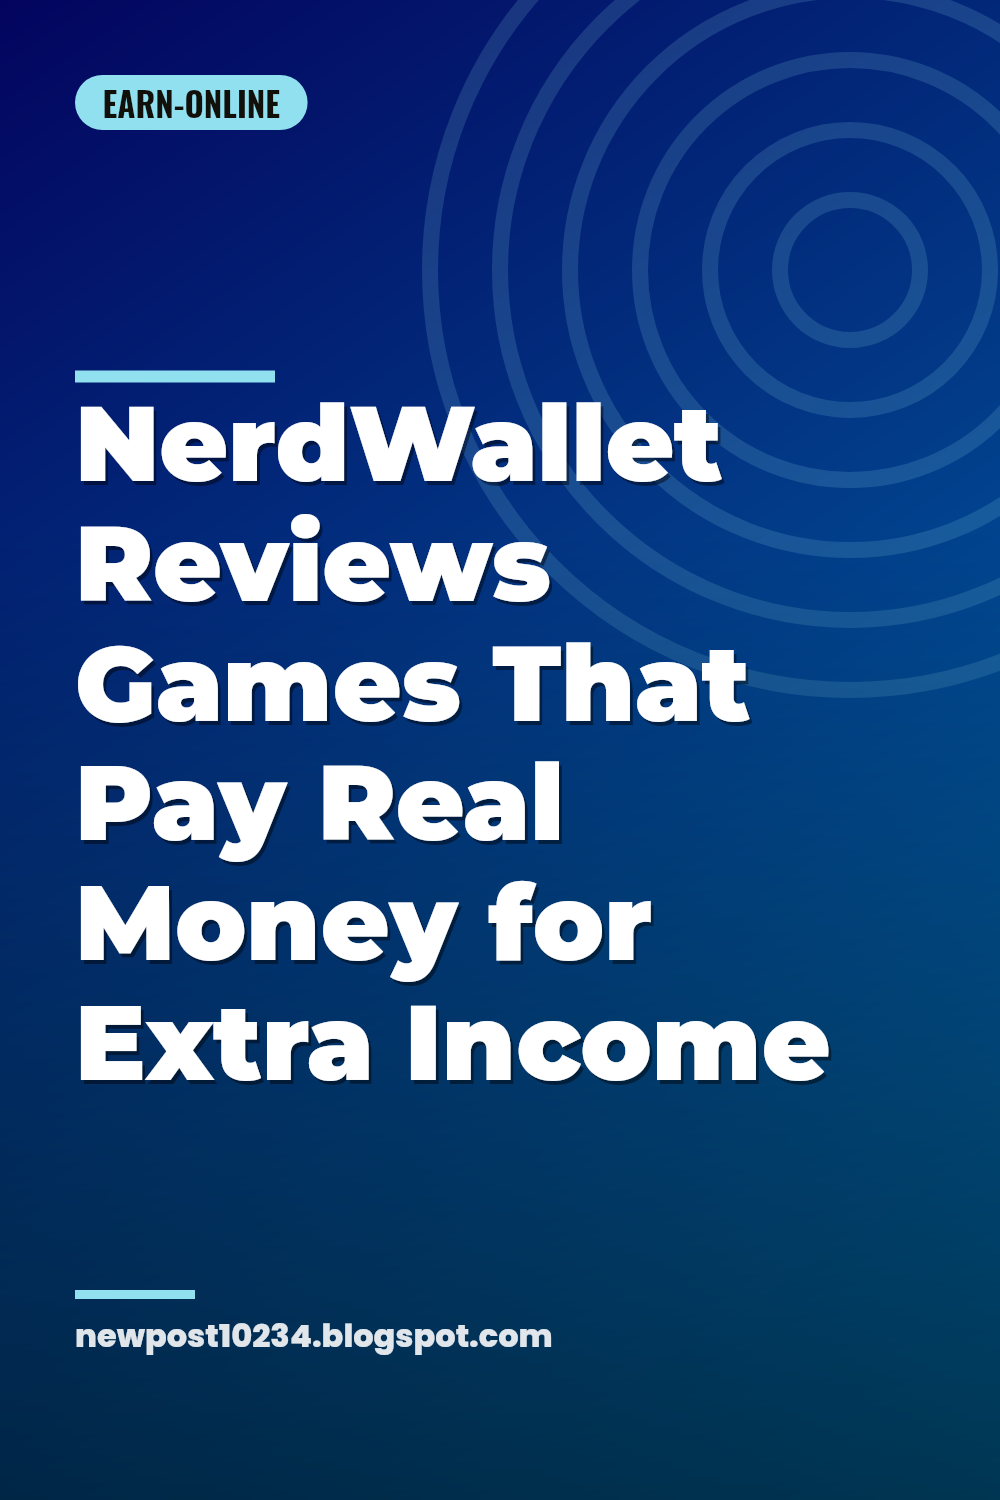 EARN-ONLINE
NerdWallet
Reviews
Games That
Pay Real
Money for
Extra Income
newpost10234.blogspot.com